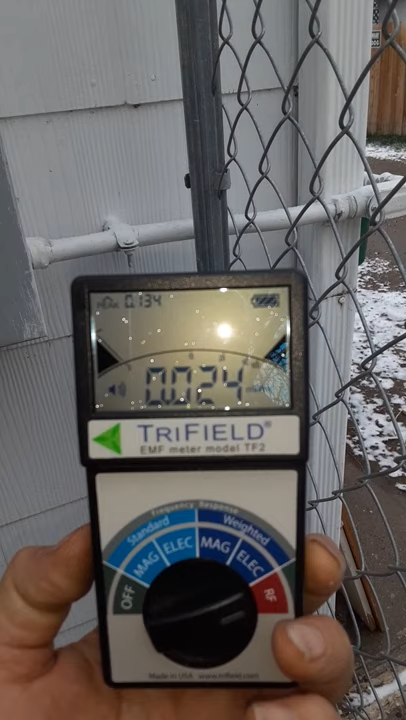 0.134
0.024
TRIFIELD®
EMF meter model TF2
Frequency Response
Standard Weighted
OFF MAG ELEC MAG ELEC RF
Made in USA www.trifield.com